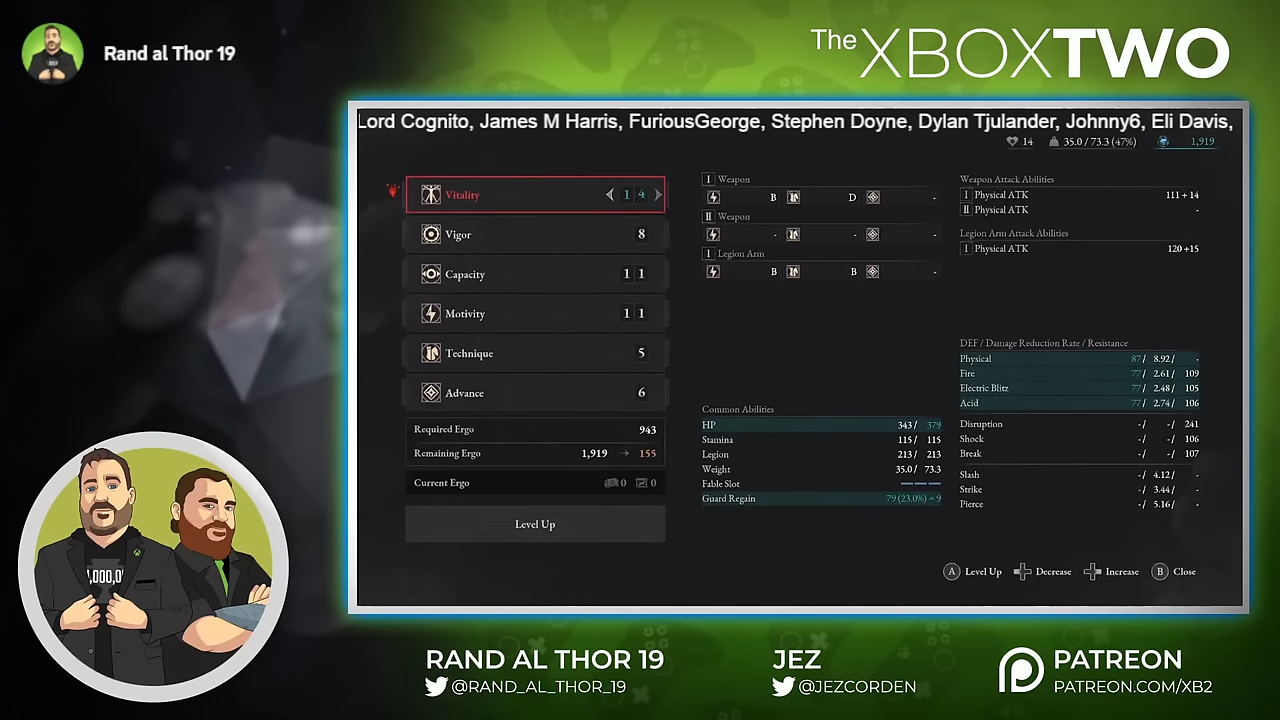 Rand al Thor 19
The XBOXTWO
Lord Cognito, James M Harris, FuriousGeorge, Stephen Doyne, Dylan Tjulander, Johnny6, Eli Davis,
14 35.0 / 73.3 (47%) 1,919
Vitality 1 4
Vigor 8
Capacity 1 1
Motivity 1 1
Technique 5
Advance 6
Required Ergo 943
Remaining Ergo 1,919 → 155
Current Ergo 0 0
Level Up
I Weapon
B D -
II Weapon
- - -
I Legion Arm
B B -
Common Abilities
HP 343 / 379
Stamina 115 / 115
Legion 213 / 213
Weight 35.0 / 73.3
Fable Slot
Guard Regain 79 (23.0%) 9
Weapon Attack Abilities
I Physical ATK 111 + 14
II Physical ATK -
Legion Arm Attack Abilities
I Physical ATK 120 +15
DEF / Damage Reduction Rate / Resistance
Physical 87 / 8.92 / -
Fire 77 / 2.61 / 109
Electric Blitz 77 / 2.48 / 105
Acid 77 / 2.74 / 106
Disruption - / - / 241
Shock - / - / 106
Break - / - / 107
Slash - / 4.12 / -
Strike - / 3.44 / -
Pierce - / 5.16 / -
A Level Up Decrease Increase B Close
RAND AL THOR 19
@RAND_AL_THOR_19
JEZ
@JEZCORDEN
PATREON
PATREON.COM/XB2